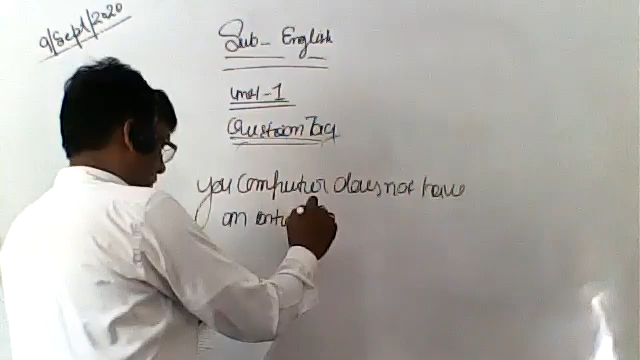 9/Sept/2020
Sub- English
Unit-1
Question Tag
you computer does not have
an